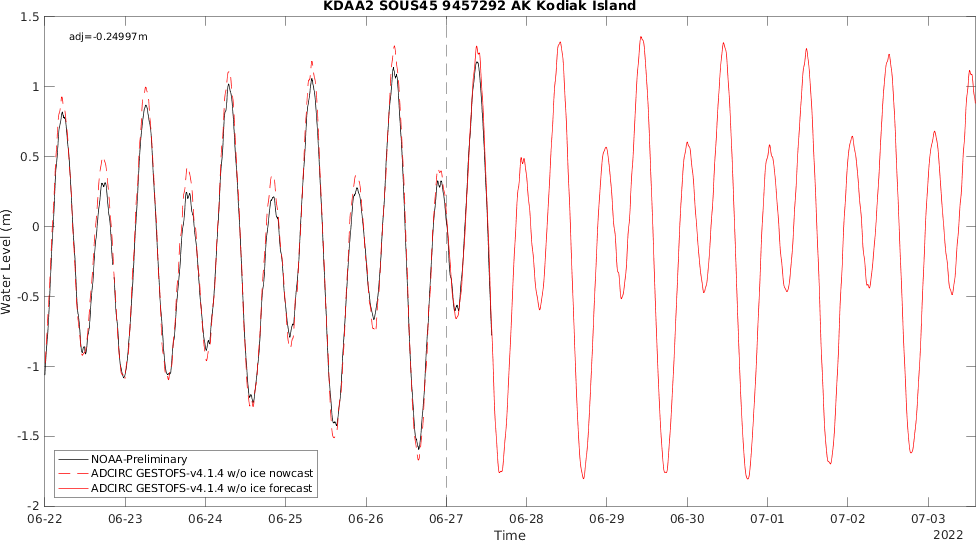 KDAA2 SOUS45 9457292 AK Kodiak Island
adj=-0.24997m
1.5
1
0.5
0
-0.5
-1
-1.5
-2
Water Level (m)
NOAA-Preliminary
ADCIRC GESTOFS-v4.1.4 w/o ice nowcast
ADCIRC GESTOFS-v4.1.4 w/o ice forecast
06-22 06-23 06-24 06-25 06-26 06-27 06-28 06-29 06-30 07-01 07-02 07-03
Time
2022